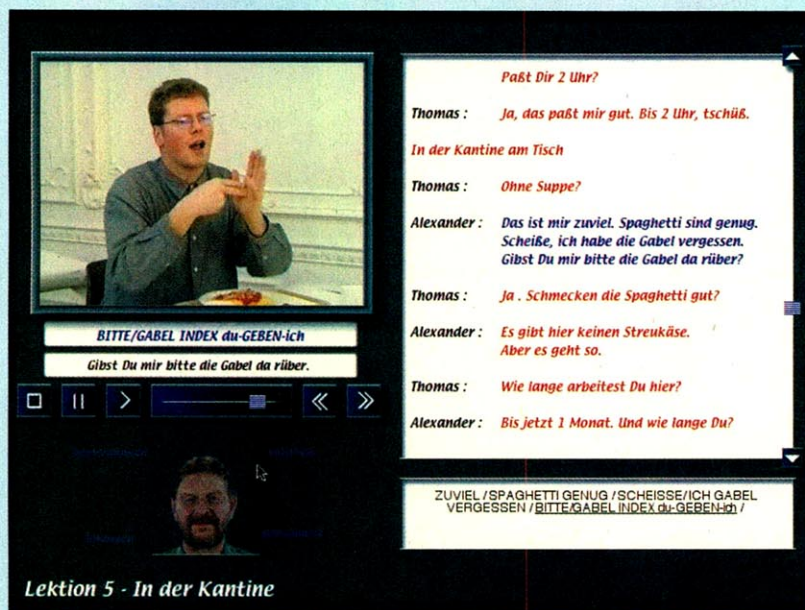 BITTE/GABEL INDEX du-GEBEN-ich
Gibst Du mir bitte die Gabel da rüber.
Paßt Dir 2 Uhr?
Thomas : Ja, das paßt mir gut. Bis 2 Uhr, tschüß.
In der Kantine am Tisch
Thomas : Ohne Suppe?
Alexander : Das ist mir zuviel. Spaghetti sind genug.
Scheiße, ich habe die Gabel vergessen.
Gibst Du mir bitte die Gabel da rüber?
Thomas : Ja . Schmecken die Spaghetti gut?
Alexander : Es gibt hier keinen Streukäse.
Aber es geht so.
Thomas : Wie lange arbeitest Du hier?
Alexander : Bis jetzt 1 Monat. Und wie lange Du?
ZUVIEL / SPAGHETTI GENUG / SCHEISSE / ICH GABEL
VERGESSEN / BITTE/GABEL INDEX du-GEBEN-ich /
Lektion 5 - In der Kantine